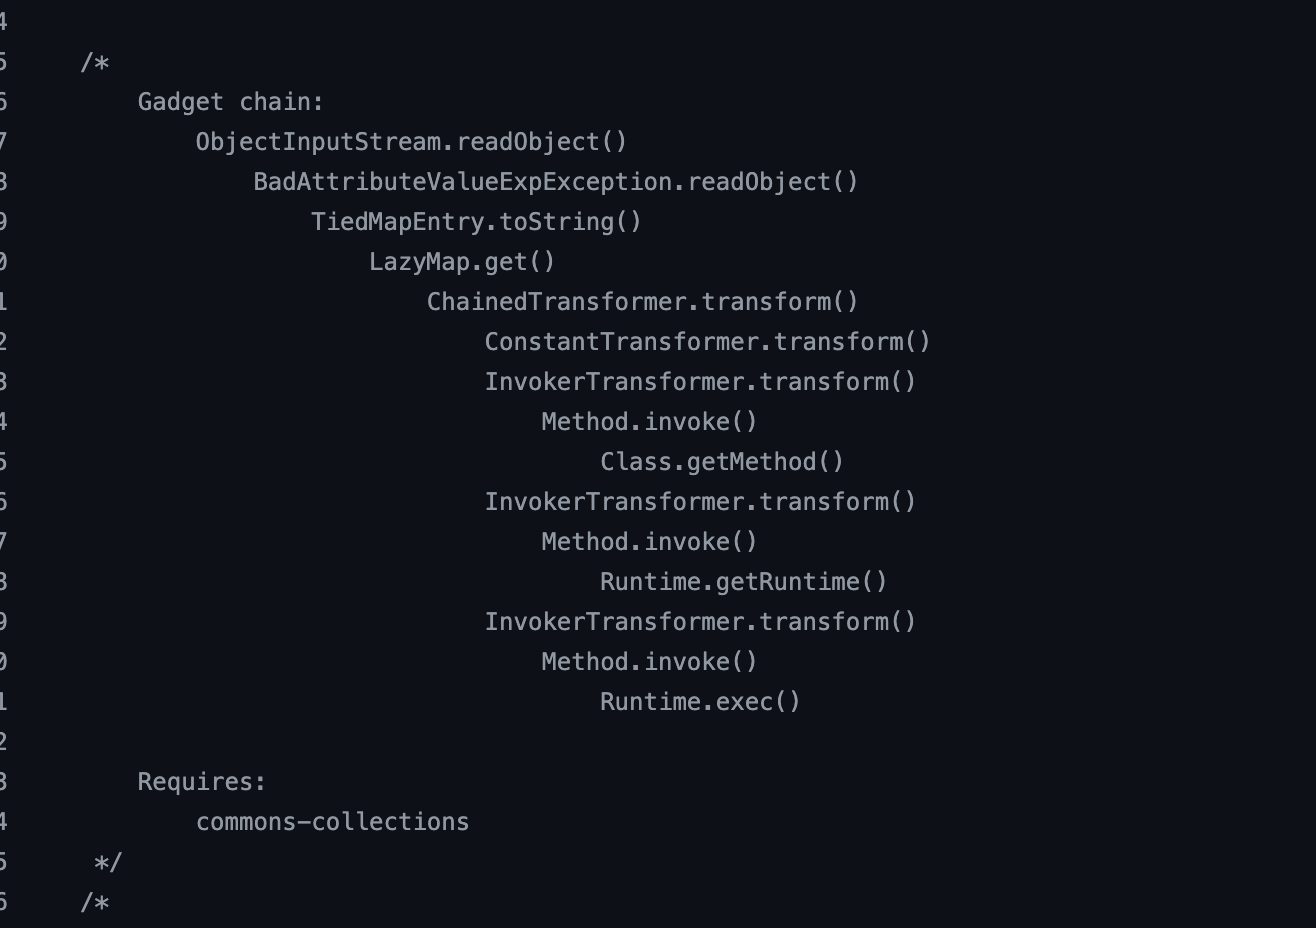 4
5 /*
6 Gadget chain:
7 ObjectInputStream.readObject()
8 BadAttributeValueExpException.readObject()
9 TiedMapEntry.toString()
0 LazyMap.get()
1 ChainedTransformer.transform()
2 ConstantTransformer.transform()
3 InvokerTransformer.transform()
4 Method.invoke()
5 Class.getMethod()
6 InvokerTransformer.transform()
7 Method.invoke()
8 Runtime.getRuntime()
9 InvokerTransformer.transform()
0 Method.invoke()
1 Runtime.exec()
2
3 Requires:
4 commons-collections
5 */
6 /*